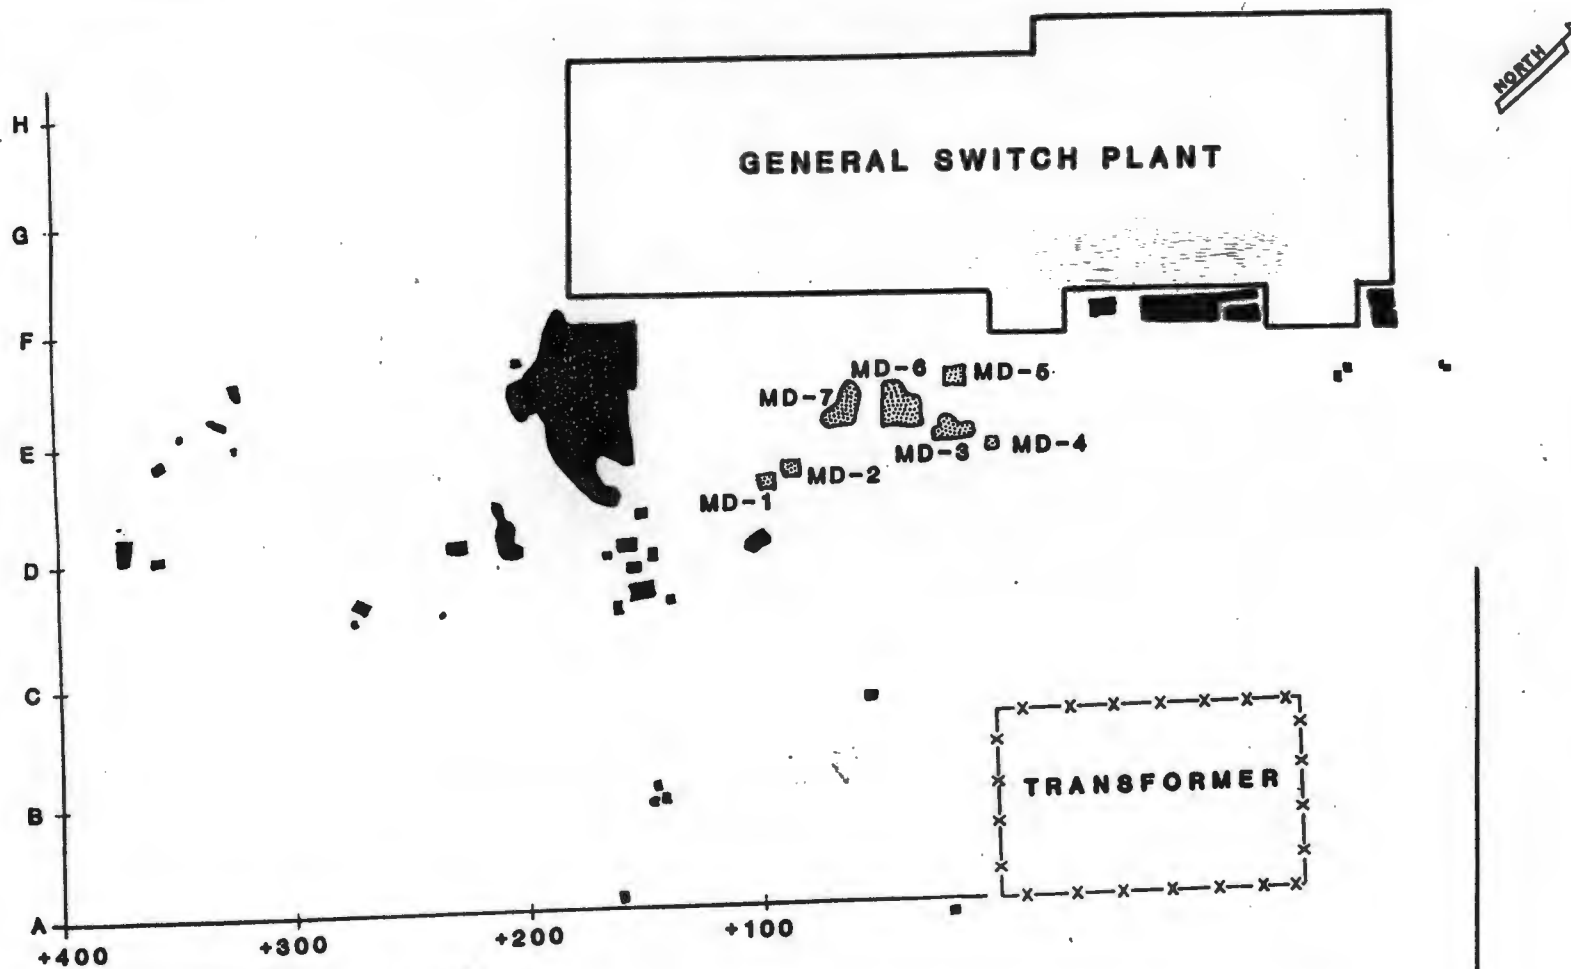 NORTH
H
GENERAL SWITCH PLANT
G
F
MD-6
MD-5
MD-7
E
MD-3
MD-4
MD-2
MD-1
D
C
TRANSFORMER
B
A
+400
+300
+200
+100